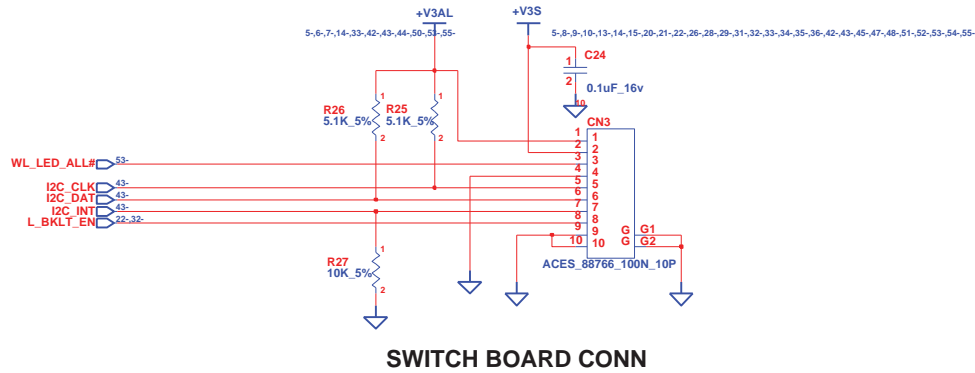 +V3AL
+V3S
5-,6-,7-,14-,33-,42-,43-,44-,50-,53-,55-
5-,8-,9-,10-,13-,14-,15-,20-,21-,22-,26-,28-,29-,31-,32-,33-,34-,35-,36-,42-,43-,45-,47-,48-,51-,52-,53-,54-,55-
1
C24
2
0.1uF_16v
10
R26
5.1K_5%
1
2
R25
5.1K_5%
1
2
CN3
1 1
2 2
3 3
4 4
5 5
6 6
7 7
8 8
9 9
10 10
G G1
G G2
ACES_88766_100N_10P
WL_LED_ALL# 53-
I2C_CLK 43-
I2C_DAT 43-
I2C_INT 43-
L_BKLT_EN 22-,32-
R27
10K_5%
1
2
SWITCH BOARD CONN